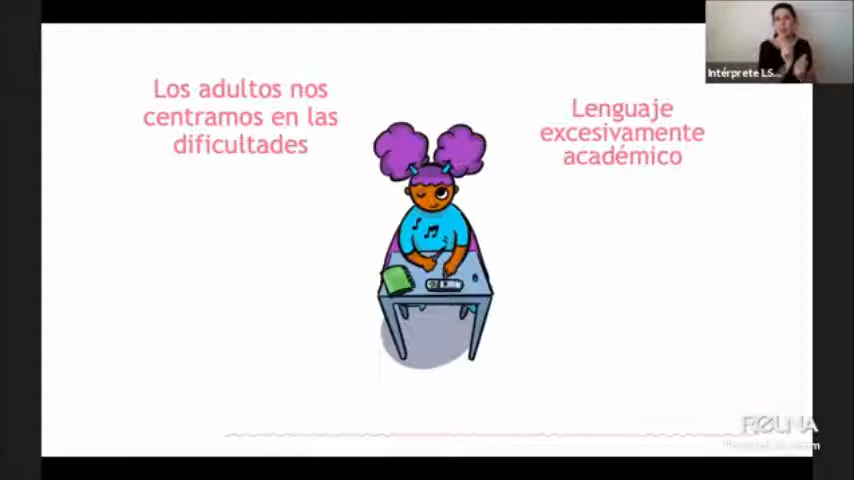 Intérprete LS...
Los adultos nos
centramos en las
dificultades
Lenguaje
excesivamente
académico